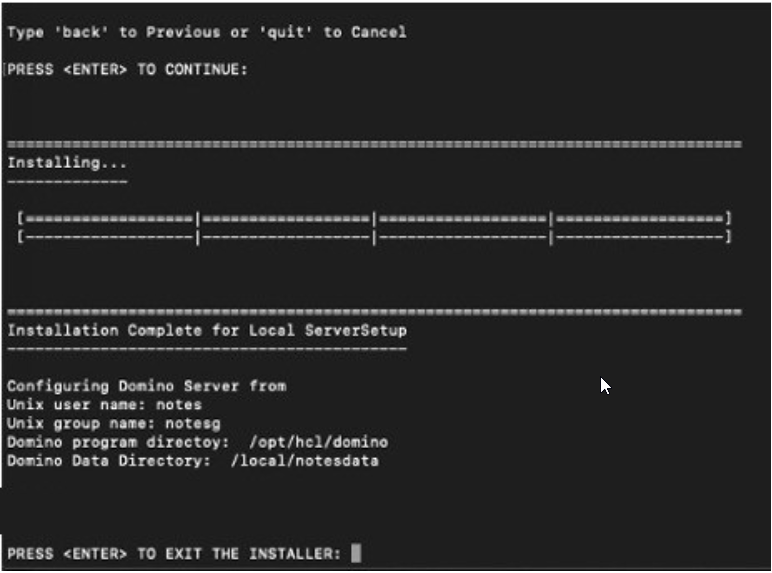 Type 'back' to Previous or 'quit' to Cancel
PRESS <ENTER> TO CONTINUE:
===============================================================================
Installing...
-------------
[==================|==================|==================|==================]
[------------------|------------------|------------------|------------------]
===============================================================================
Installation Complete for Local ServerSetup
-------------------------------------------
Configuring Domino Server from
Unix user name: notes
Unix group name: notesg
Domino program directoy:  /opt/hcl/domino
Domino Data Directory:  /local/notesdata
PRESS <ENTER> TO EXIT THE INSTALLER: